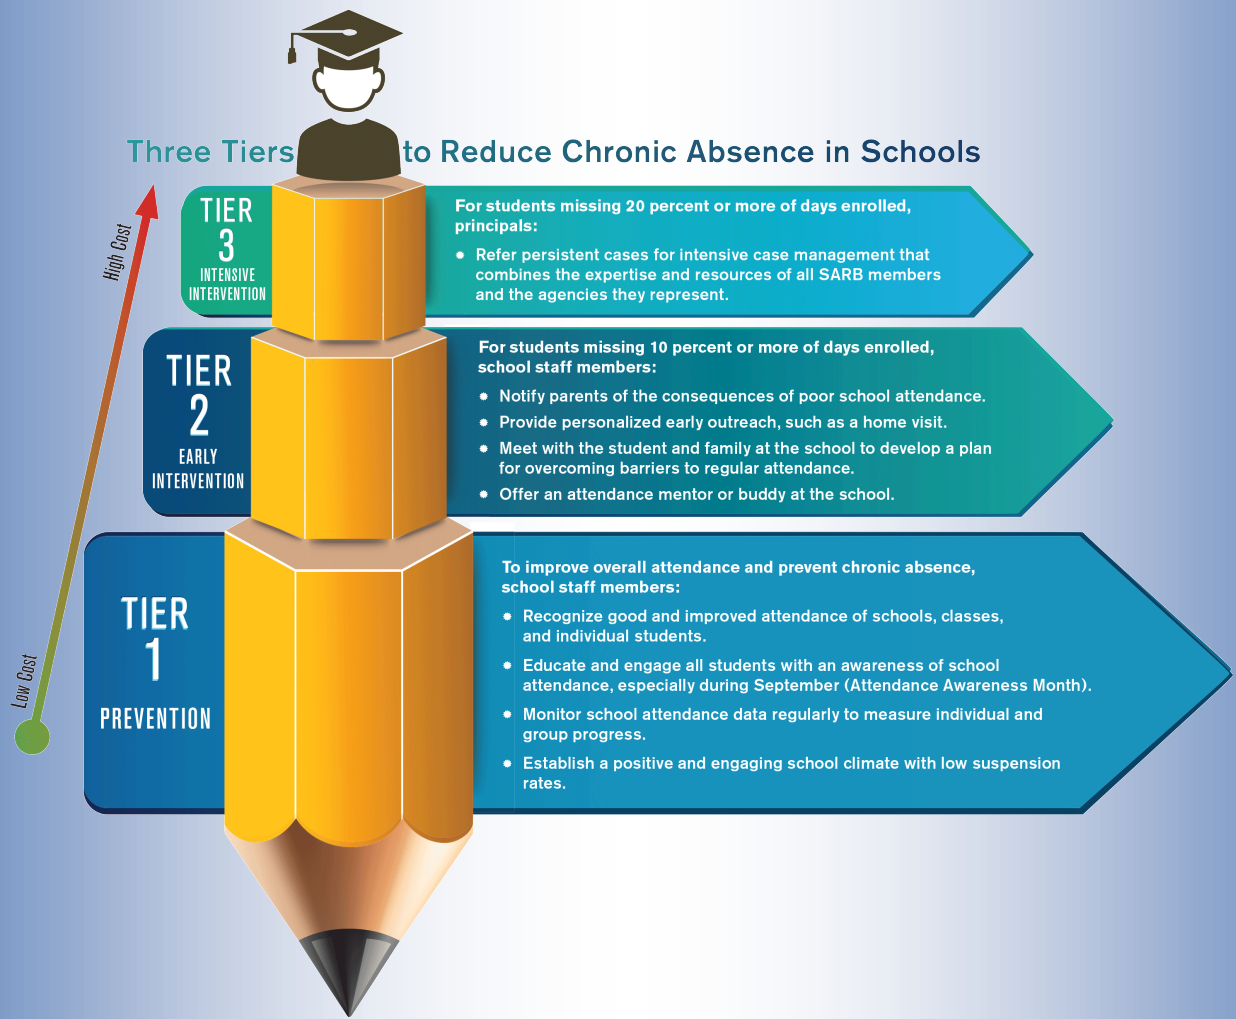 Three Tiers to Reduce Chronic Absence in Schools
High Cost
Low Cost
TIER
3
INTENSIVE
INTERVENTION
For students missing 20 percent or more of days enrolled,
principals:
Refer persistent cases for intensive case management that
combines the expertise and resources of all SARB members
and the agencies they represent.
TIER
2
EARLY
INTERVENTION
For students missing 10 percent or more of days enrolled,
school staff members:
Notify parents of the consequences of poor school attendance.
Provide personalized early outreach, such as a home visit.
Meet with the student and family at the school to develop a plan
for overcoming barriers to regular attendance.
Offer an attendance mentor or buddy at the school.
TIER
1
PREVENTION
To improve overall attendance and prevent chronic absence,
school staff members:
Recognize good and improved attendance of schools, classes,
and individual students.
Educate and engage all students with an awareness of school
attendance, especially during September (Attendance Awareness Month).
Monitor school attendance data regularly to measure individual and
group progress.
Establish a positive and engaging school climate with low suspension
rates.